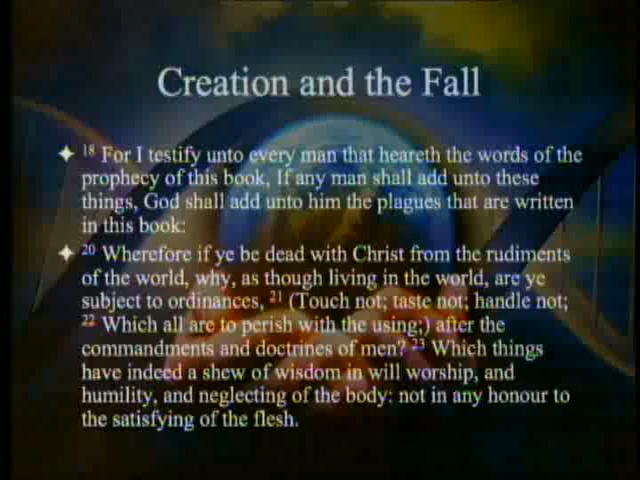 Creation and the Fall
✦ 18 For I testify unto every man that heareth the words of the
prophecy of this book, If any man shall add unto these
things, God shall add unto him the plagues that are written
in this book:
✦ 20 Wherefore if ye be dead with Christ from the rudiments
of the world, why, as though living in the world, are ye
subject to ordinances, 21 (Touch not; taste not; handle not;
22 Which all are to perish with the using;) after the
commandments and doctrines of men? 23 Which things
have indeed a shew of wisdom in will worship, and
humility, and neglecting of the body; not in any honour to
the satisfying of the flesh.